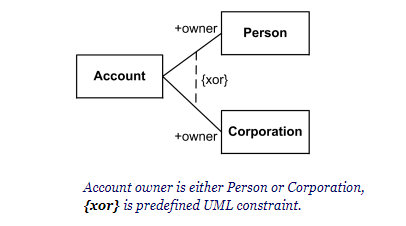 +owner
Person
Account
{xor}
+owner
Corporation
Account owner is either Person or Corporation,
{xor} is predefined UML constraint.